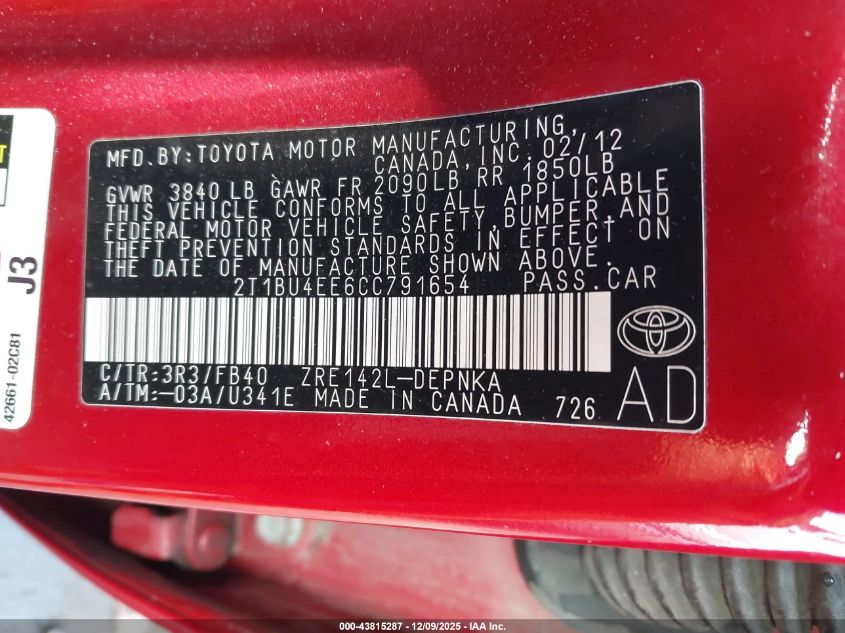 MFD.BY:TOYOTA MOTOR MANUFACTURING,
CANADA,INC. 02/12
GVWR 3840 LB GAWR FR 2090LB RR 1850LB
THIS VEHICLE CONFORMS TO ALL APPLICABLE
FEDERAL MOTOR VEHICLE SAFETY,BUMPER,AND
THEFT PREVENTION STANDARDS IN EFFECT ON
THE DATE OF MANUFACTURE SHOWN ABOVE.
2T1BU4EE6CC791654 PASS.CAR
C/TR:3R3/FB40 ZRE142L-DEPNKA
A/TM:-03A/U341E MADE IN CANADA 726
AD
J3
42661-02C81
000-43815287 - 12/09/2025 - IAA Inc.